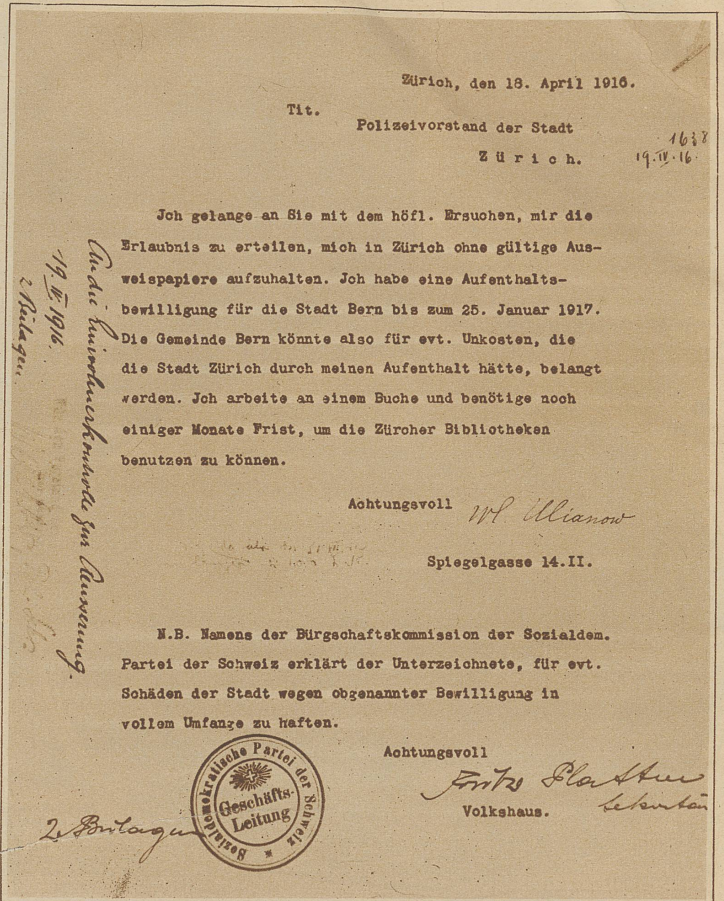 Zürich, den 18. April 1916.
Tit.
Polizeivorstand der Stadt
Zürich.
1638
19.IV.16.
Jch gelange an Sie mit dem höfl. Ersuchen, mir die
Erlaubnis zu erteilen, mich in Zürich ohne gültige Aus-
weispapiere aufzuhalten. Jch habe eine Aufenthalts-
bewilligung für die Stadt Bern bis zum 25. Januar 1917.
Die Gemeinde Bern könnte also für evt. Unkosten, die
die Stadt Zürich durch meinen Aufenthalt hätte, belangt
werden. Jch arbeite an einem Buche und benötige noch
einiger Monate Frist, um die Zürcher Bibliotheken
benutzen zu können.
Achtungsvoll
Wl Ulianow
Spiegelgasse 14.II.
N.B. Namens der Bürgschaftskommission der Sozialdem.
Partei der Schweiz erklärt der Unterzeichnete, für evt.
Schäden der Stadt wegen obgenannter Bewilligung in
vollem Umfange zu haften.
Achtungsvoll
Fritz Platten
Sekretär
Volkshaus.
Sozialdemokratische Partei der Schweiz
Geschäfts-
Leitung
2 Beilagen
An die Einwohnerkontrolle zur Äusserung.
19.IV.1916.
2 Beilagen